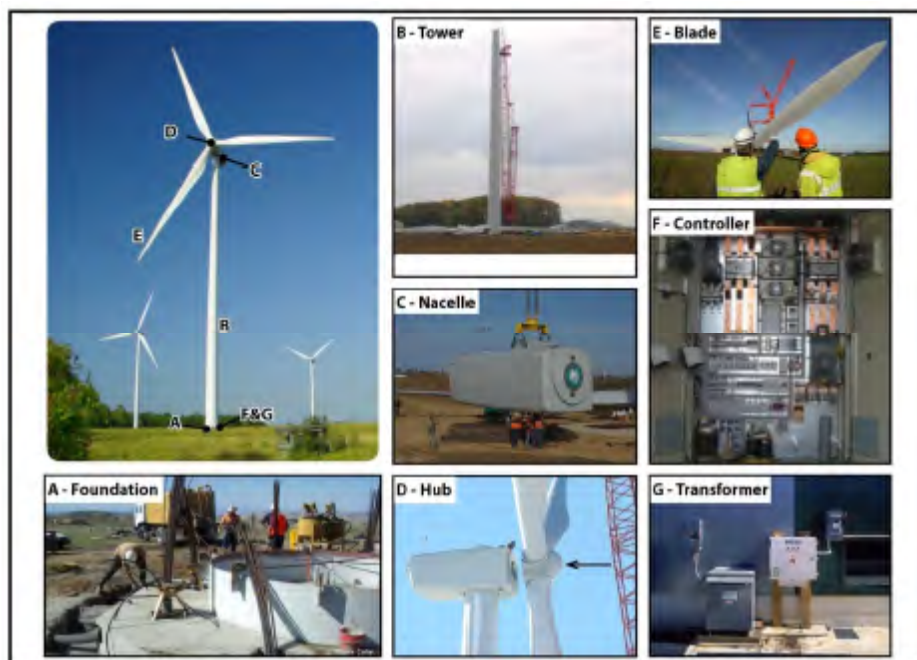 D
C
E
B
A
F&G
B - Tower
E - Blade
C - Nacelle
F - Controller
A - Foundation
D - Hub
G - Transformer